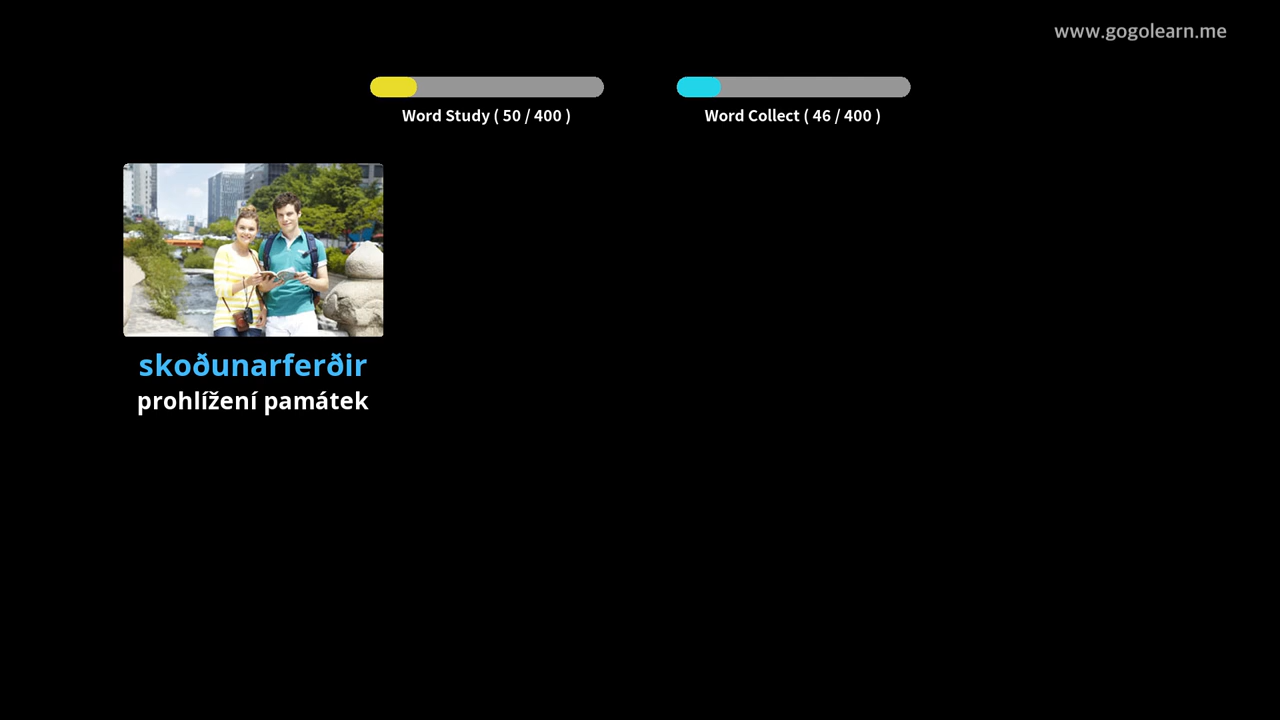 www.gogolearn.me
Word Study ( 50 / 400 )
Word Collect ( 46 / 400 )
skoðunarferðir
prohlížení památek